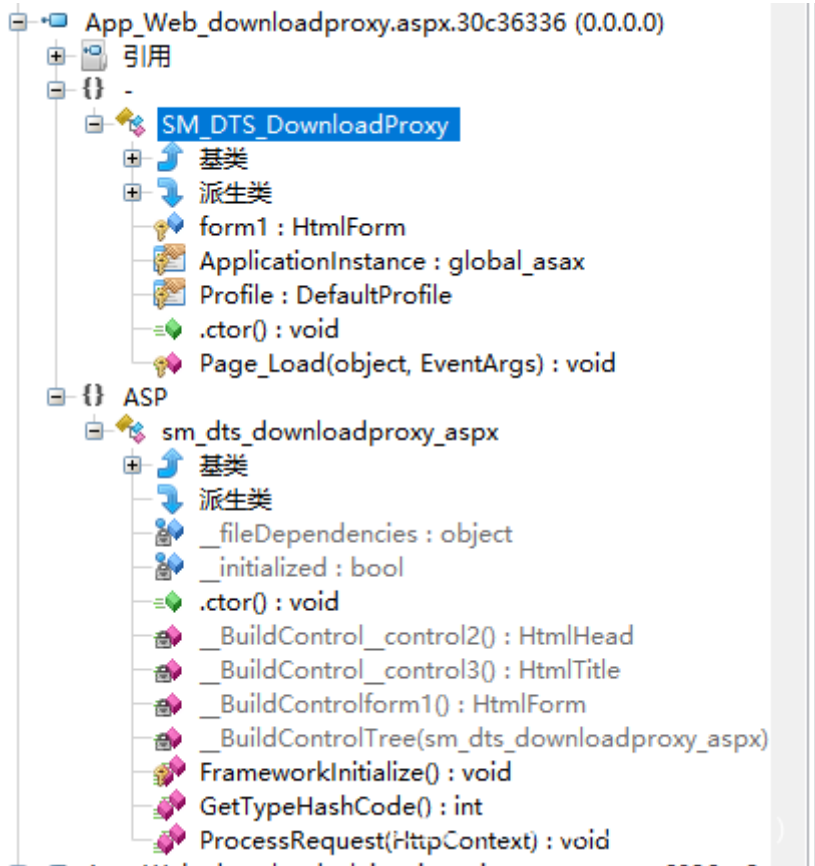 App_Web_downloadproxy.aspx.30c36336 (0.0.0.0)
引用
{} -
SM_DTS_DownloadProxy
基类
派生类
form1 : HtmlForm
ApplicationInstance : global_asax
Profile : DefaultProfile
.ctor() : void
Page_Load(object, EventArgs) : void
{} ASP
sm_dts_downloadproxy_aspx
基类
派生类
__fileDependencies : object
__initialized : bool
.ctor() : void
__BuildControl__control2() : HtmlHead
__BuildControl__control3() : HtmlTitle
__BuildControlform1() : HtmlForm
__BuildControlTree(sm_dts_downloadproxy_aspx)
FrameworkInitialize() : void
GetTypeHashCode() : int
ProcessRequest(HttpContext) : void